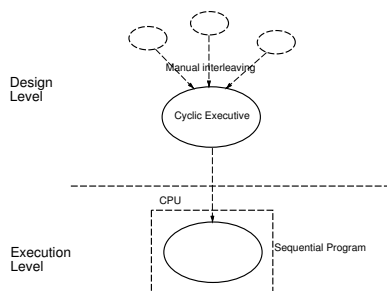 Manual interleaving
Design
Level
Cyclic Executive
CPU
Sequential Program
Execution
Level